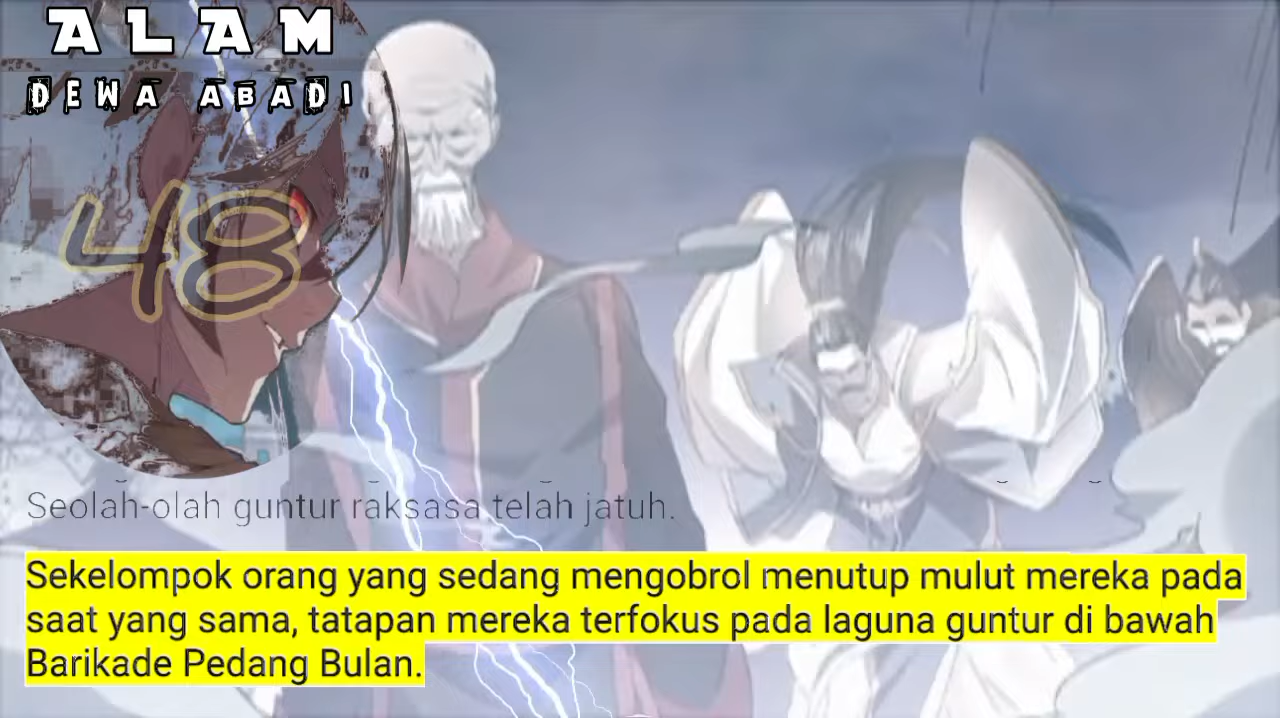 ALAM
DEWA ABADI
48
Seolah-olah guntur raksasa telah jatuh.
Sekelompok orang yang sedang mengobrol menutup mulut mereka pada
saat yang sama, tatapan mereka terfokus pada laguna guntur di bawah
Barikade Pedang Bulan.